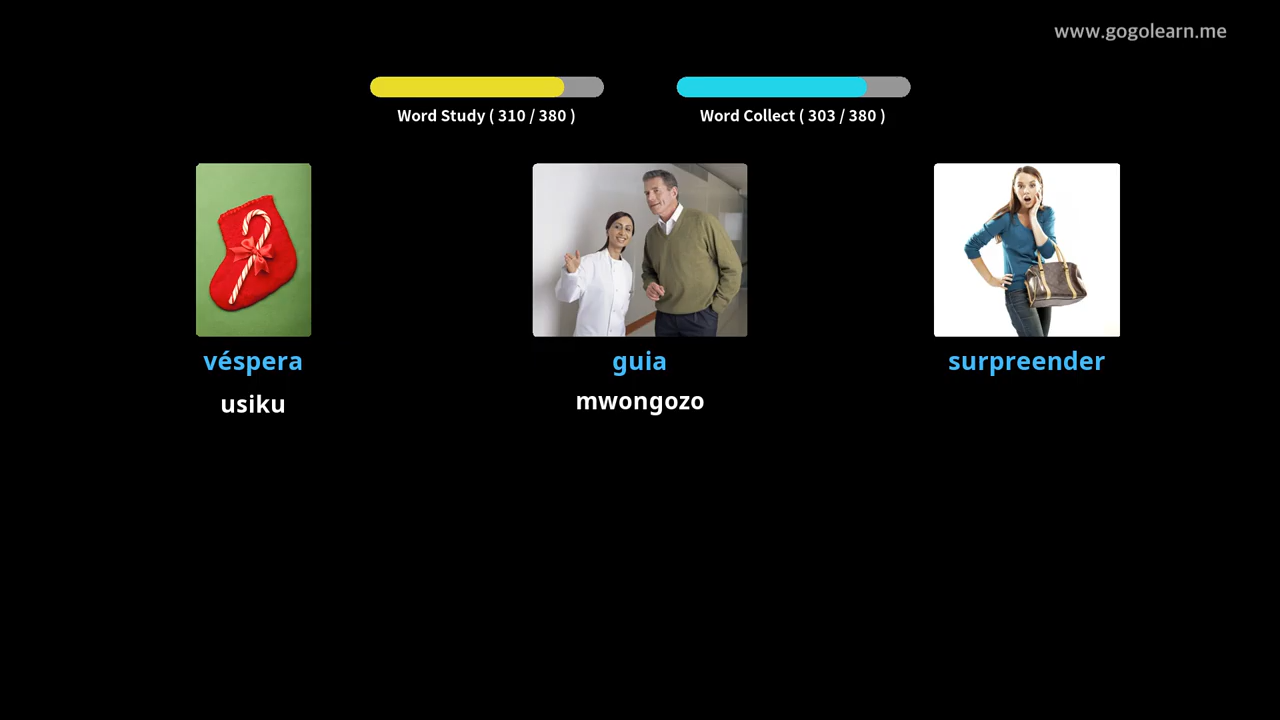 www.gogolearn.me
Word Study ( 310 / 380 )
Word Collect ( 303 / 380 )
véspera
guia
surpreender
usiku
mwongozo